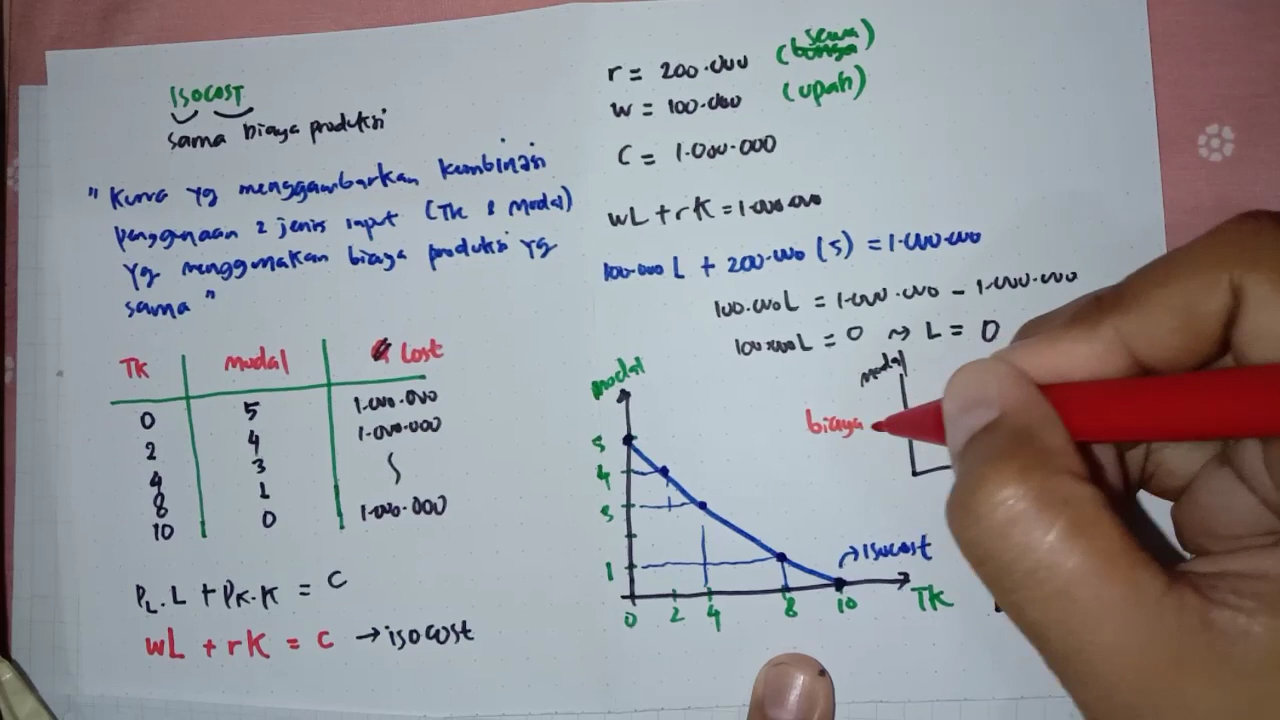 ISOCOST
sama biaya produksi
"Kurva yg menggambarkan kombinasi
penggunaan 2 jenis input (TK & Modal)
yg menggunakan biaya produksi yg
sama"
TK modal Cost
0 5 1.000.000
2 4 1.000.000
4 3
8 1
10 0 1.000.000
PL.L + PK.K = C
wL + rK = C → isocost
r = 200.000 (sewa)
w = 100.000 (upah)
C = 1.000.000
wL + rK = 1.000.000
100.000 L + 200.000 (5) = 1.000.000
100.000L = 1.000.000 - 1.000.000
100.000L = 0 ~> L = 0
modal
5
4
3
1
0 2 4 8 10 TK
isocost
modal
biaya